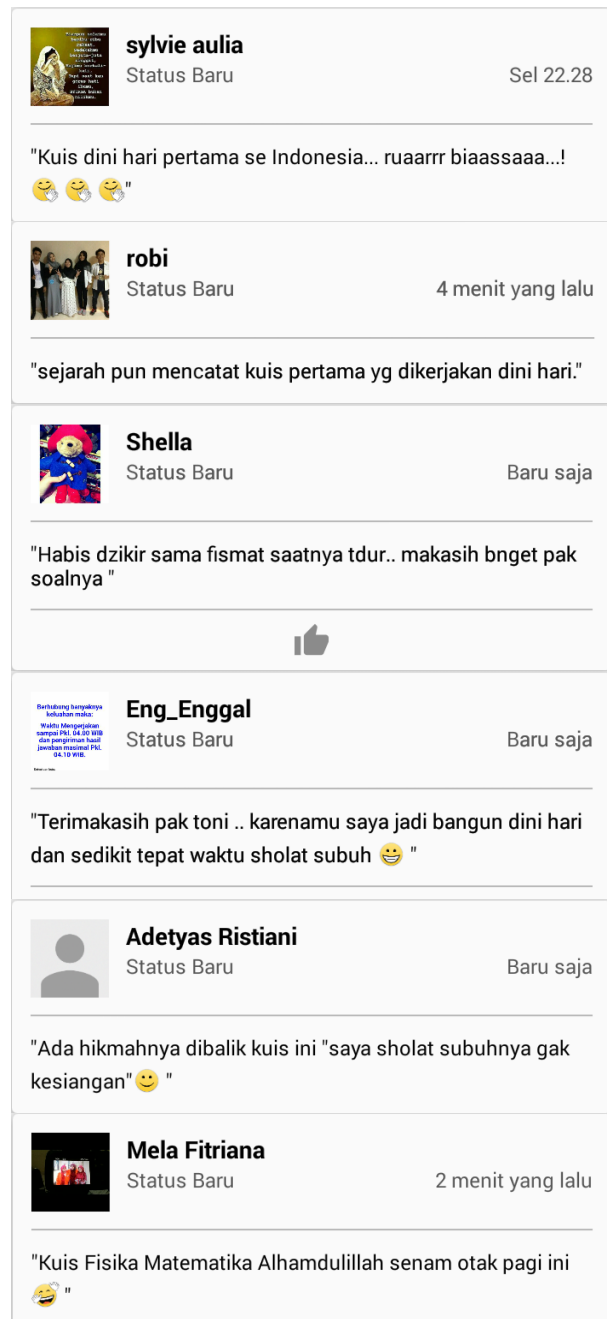 sylvie aulia
Status Baru
Sel 22.28
"Kuis dini hari pertama se Indonesia... ruaarrr biaassaaa...!
🤗 🤗 🤗"
robi
Status Baru
4 menit yang lalu
"sejarah pun mencatat kuis pertama yg dikerjakan dini hari."
Shella
Status Baru
Baru saja
"Habis dzikir sama fismat saatnya tdur.. makasih bnget pak
soalnya "
Berhubung banyaknya
keluahan maka:
Waktu Mengerjakan
sampai Pkl. 04.00 WIB
dan pengiriman hasil
jawaban masimal Pkl.
04.10 WIB.
Eng_Enggal
Status Baru
Baru saja
"Terimakasih pak toni .. karenamu saya jadi bangun dini hari
dan sedikit tepat waktu sholat subuh 😀 "
Adetyas Ristiani
Status Baru
Baru saja
"Ada hikmahnya dibalik kuis ini "saya sholat subuhnya gak
kesiangan"🙂 "
Mela Fitriana
Status Baru
2 menit yang lalu
"Kuis Fisika Matematika Alhamdulillah senam otak pagi ini
😂 "